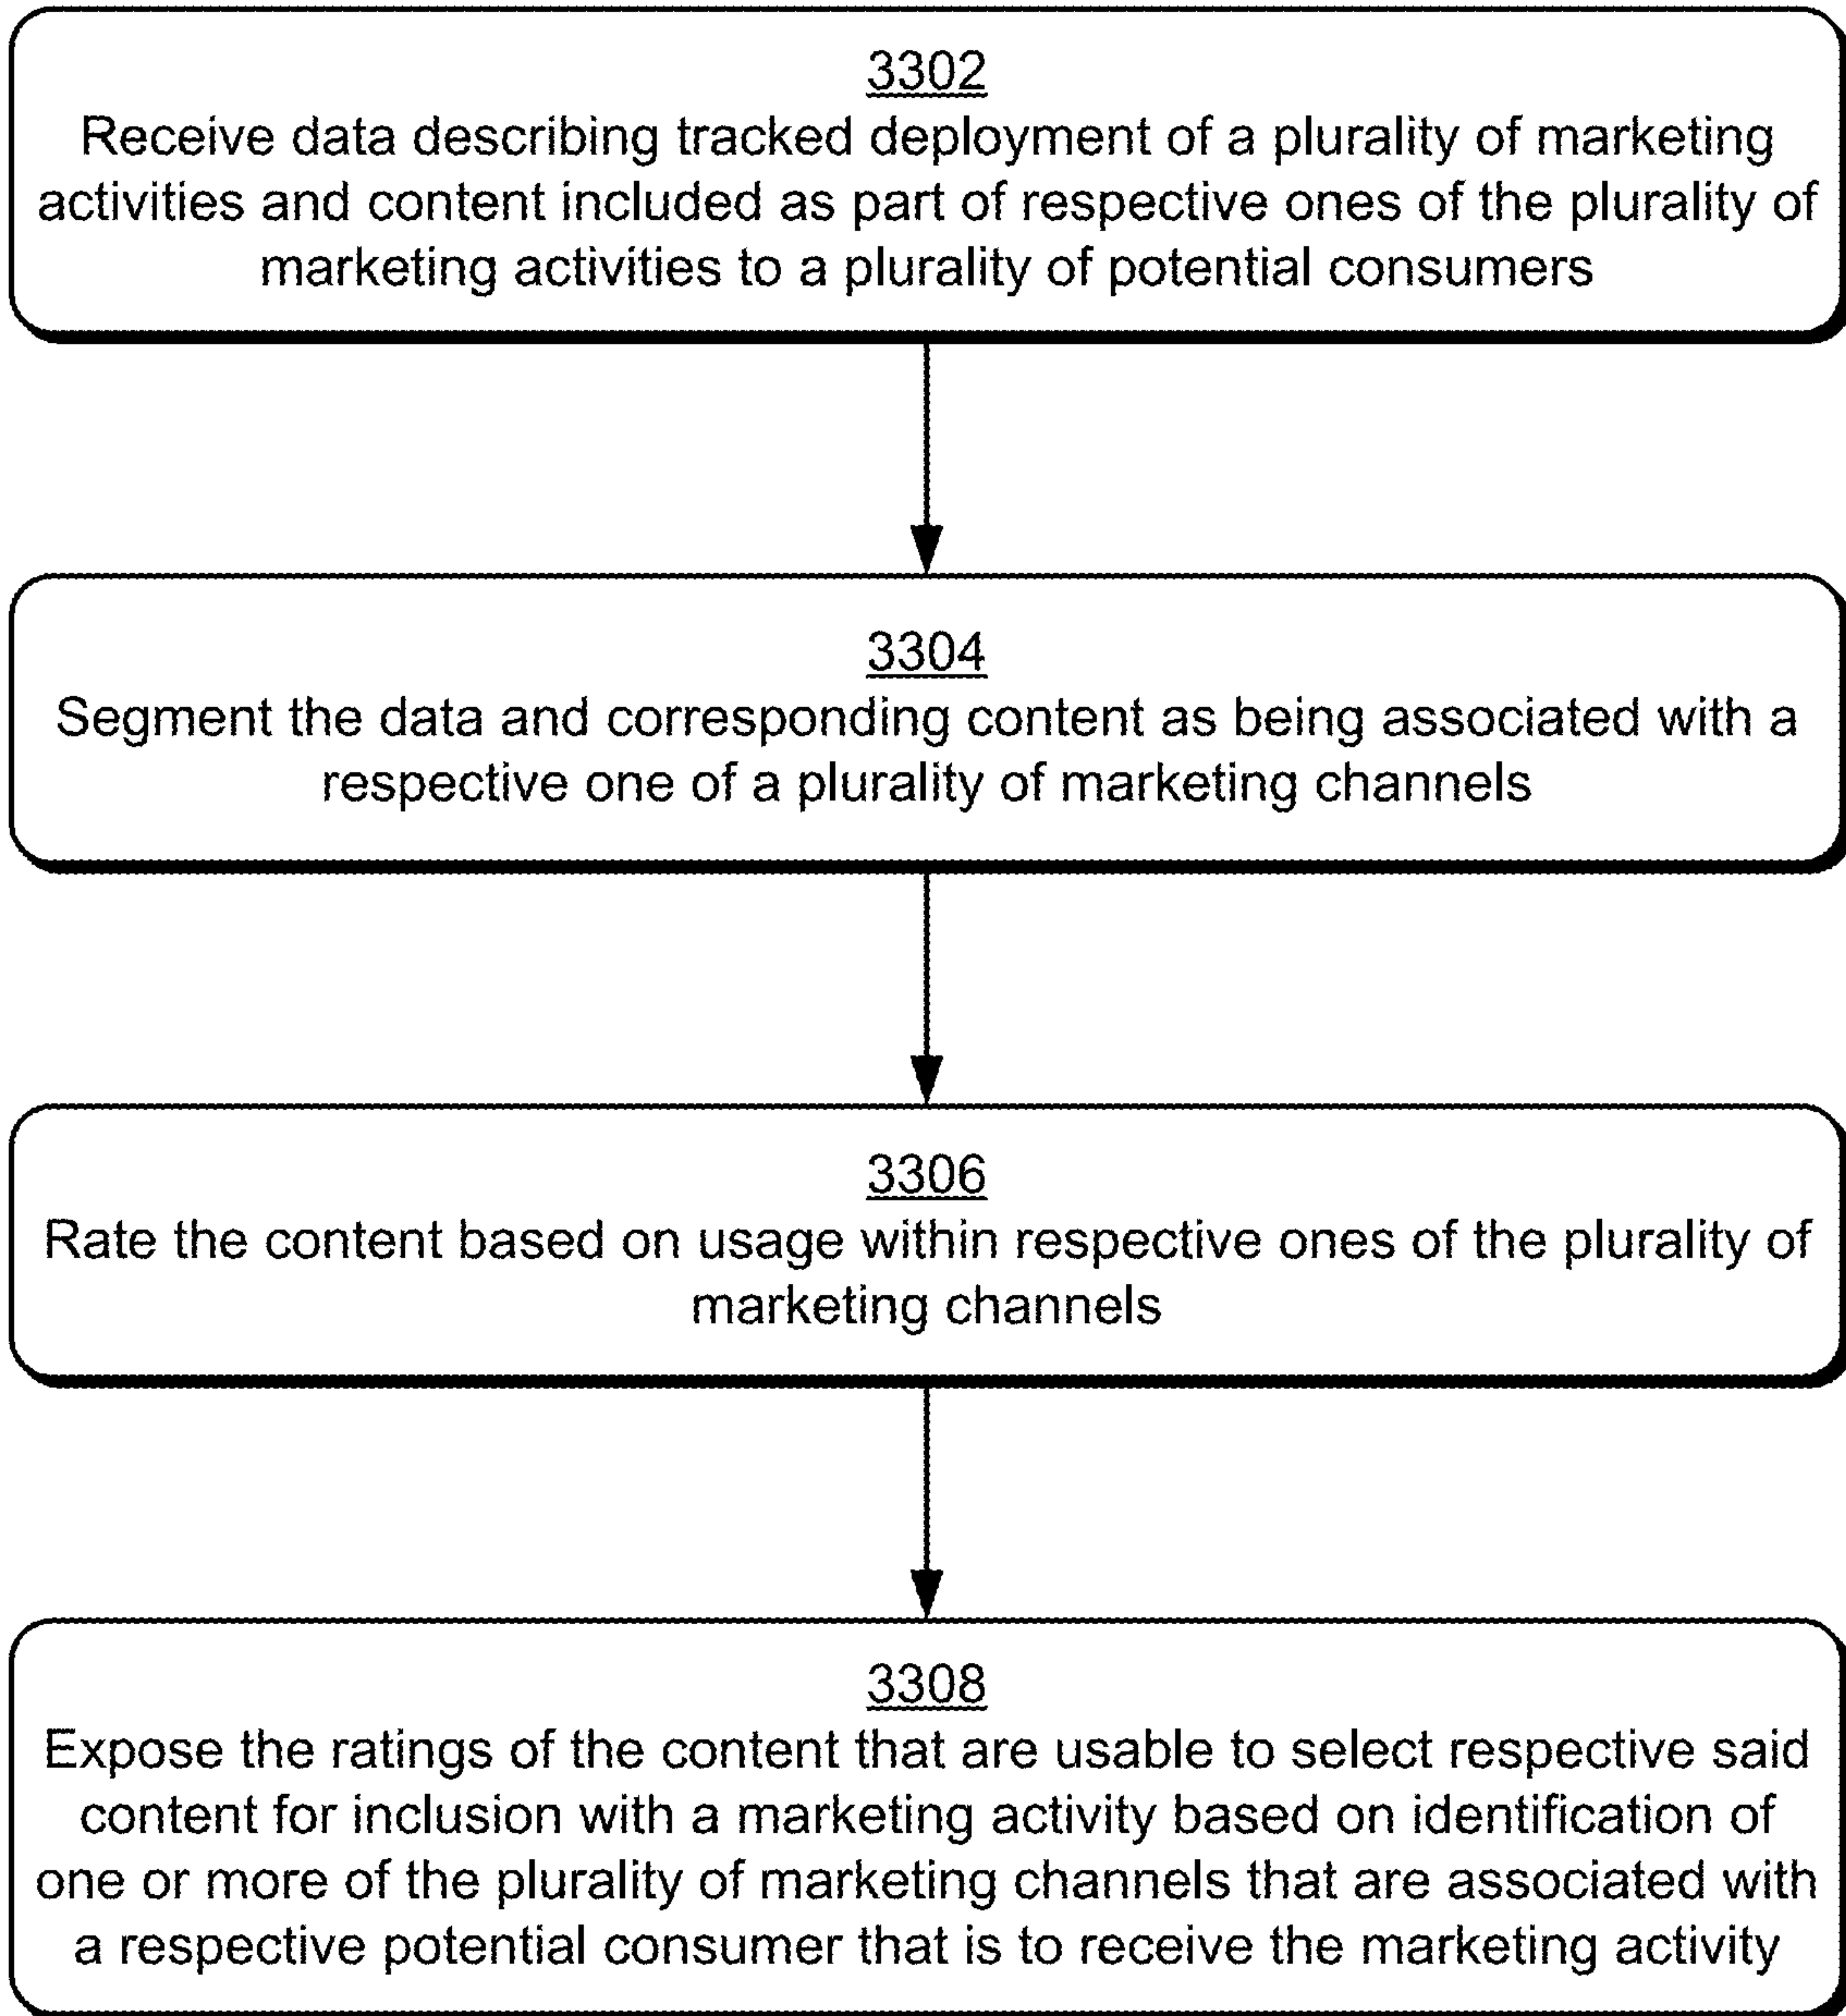 3302
Receive data describing tracked deployment of a plurality of marketing
activities and content included as part of respective ones of the plurality of
marketing activities to a plurality of potential consumers
3304
Segment the data and corresponding content as being associated with a
respective one of a plurality of marketing channels
3306
Rate the content based on usage within respective ones of the plurality of
marketing channels
3308
Expose the ratings of the content that are usable to select respective said
content for inclusion with a marketing activity based on identification of
one or more of the plurality of marketing channels that are associated with
a respective potential consumer that is to receive the marketing activity